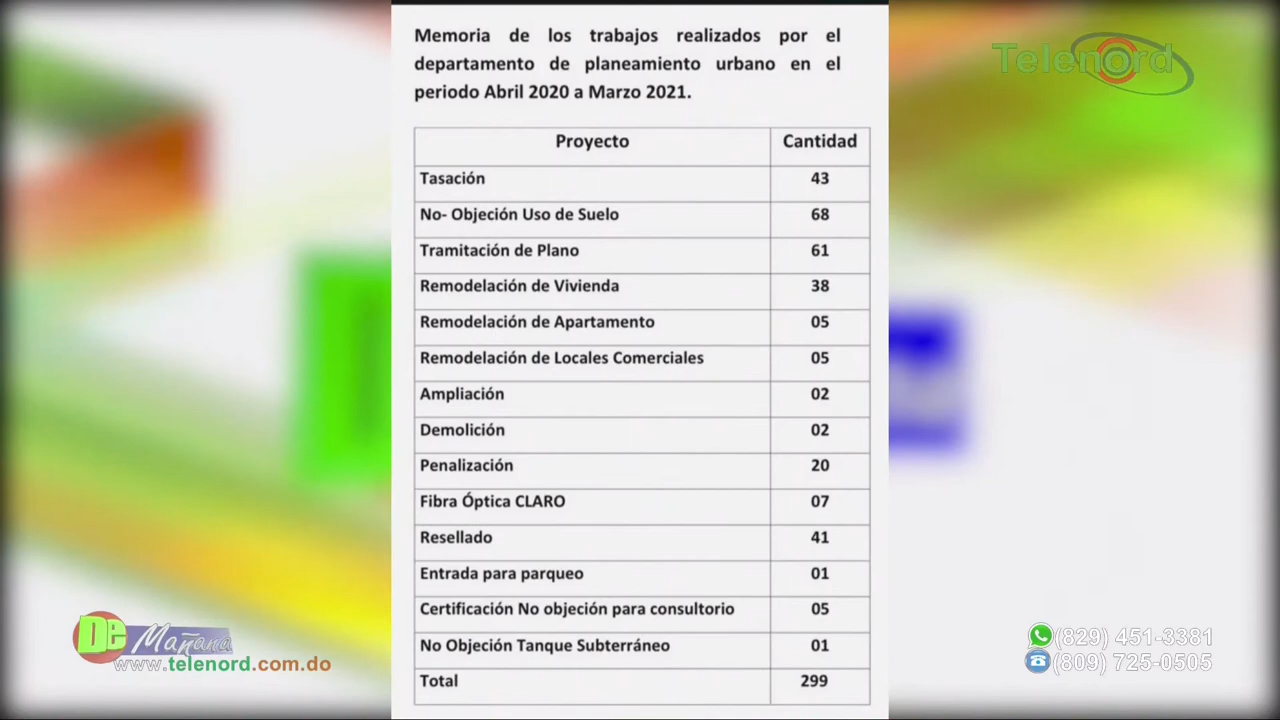 Memoria de los trabajos realizados por el
departamento de planeamiento urbano en el
periodo Abril 2020 a Marzo 2021.
Proyecto Cantidad
Tasación 43
No- Objeción Uso de Suelo 68
Tramitación de Plano 61
Remodelación de Vivienda 38
Remodelación de Apartamento 05
Remodelación de Locales Comerciales 05
Ampliación 02
Demolición 02
Penalización 20
Fibra Óptica CLARO 07
Resellado 41
Entrada para parqueo 01
Certificación No objeción para consultorio 05
No Objeción Tanque Subterráneo 01
Total 299
Telenord
De Mañana
www.telenord.com.do
(829) 451-3381
(809) 725-0505